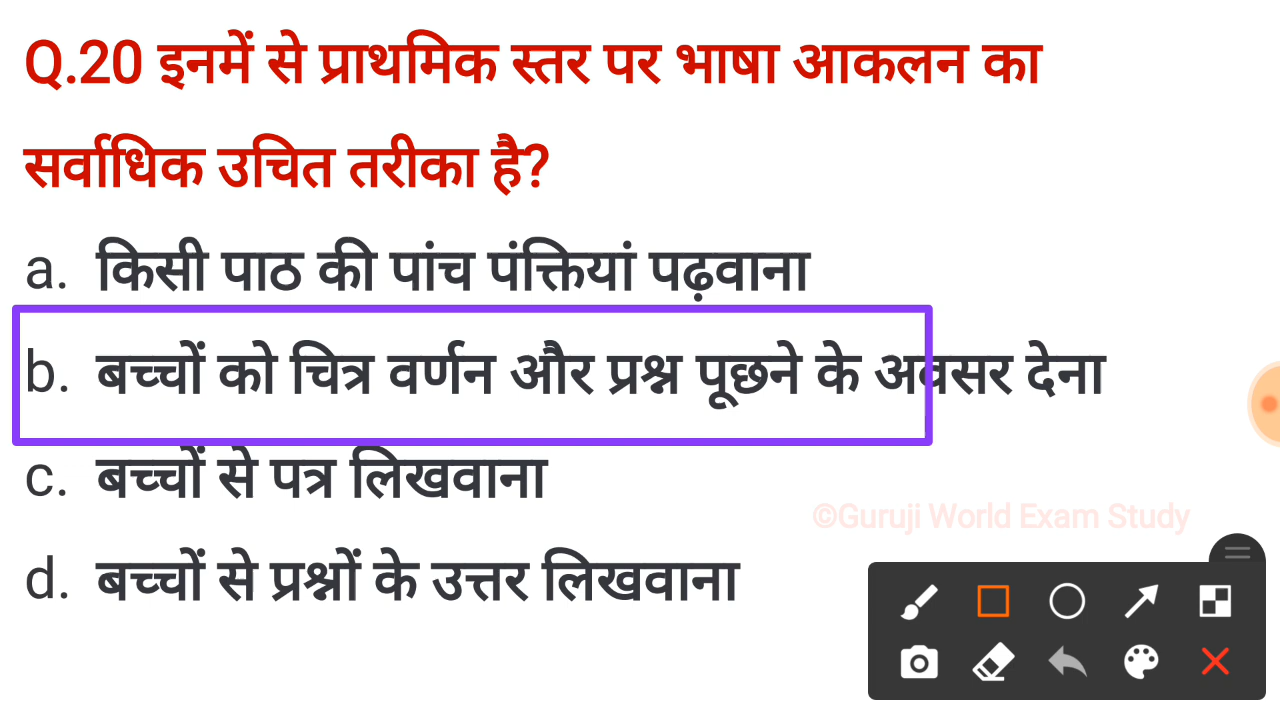 Q.20 इनमें से प्राथमिक स्तर पर भाषा आकलन का
सर्वाधिक उचित तरीका है?
a. किसी पाठ की पांच पंक्तियां पढ़वाना
b. बच्चों को चित्र वर्णन और प्रश्न पूछने के अवसर देना
c. बच्चों से पत्र लिखवाना
©Guruji World Exam Study
d. बच्चों से प्रश्नों के उत्तर लिखवाना